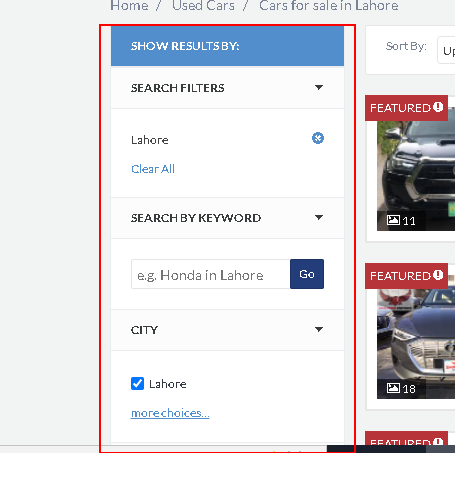 Home / Used Cars / Cars for sale in Lahore
SHOW RESULTS BY:
SEARCH FILTERS
Lahore
Clear All
SEARCH BY KEYWORD
e.g. Honda in Lahore
Go
CITY
Lahore
more choices...
Sort By:
Up
FEATURED
11
FEATURED
18
FEATURED